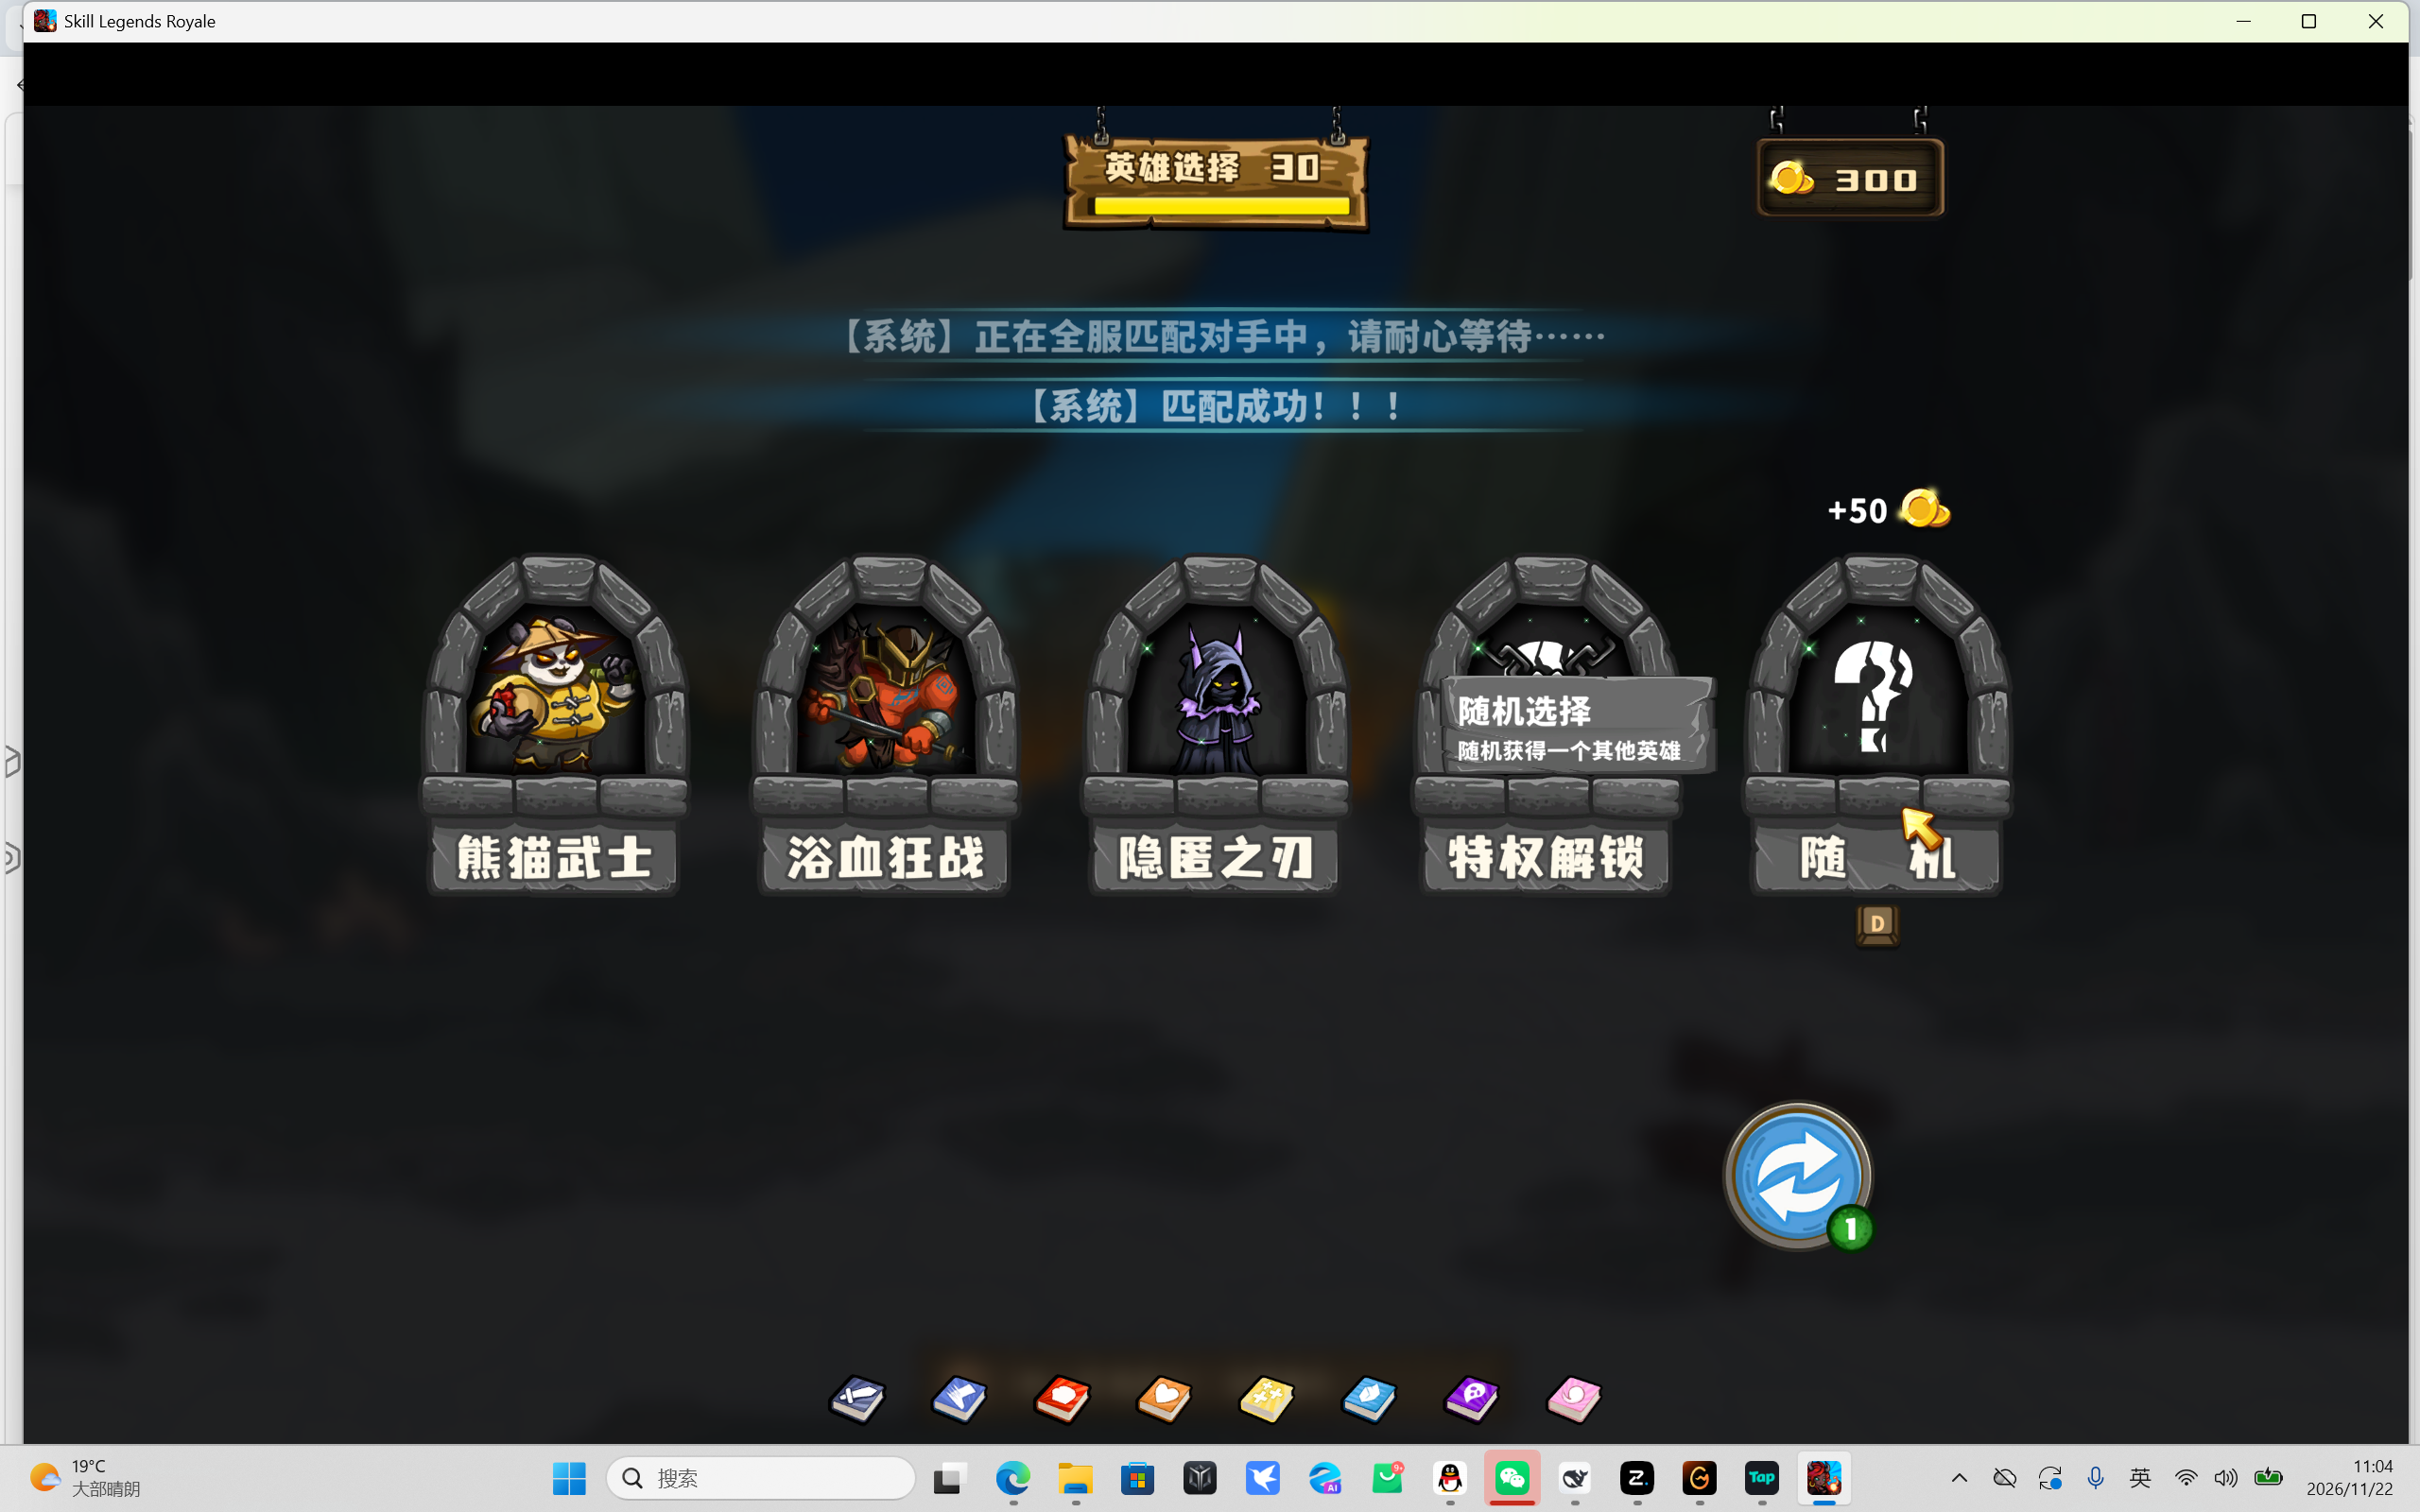 Skill Legends Royale
英雄选择 30
300
【系统】正在全服匹配对手中，请耐心等待……
【系统】匹配成功！！！
+50
随机选择
随机获得一个其他英雄
熊猫武士
浴血狂战
隐匿之刃
特权解锁
随 机
D
1
19°C
大部晴朗
搜索
AI
9+
Z.
Tap
英
11:04
2026/11/22